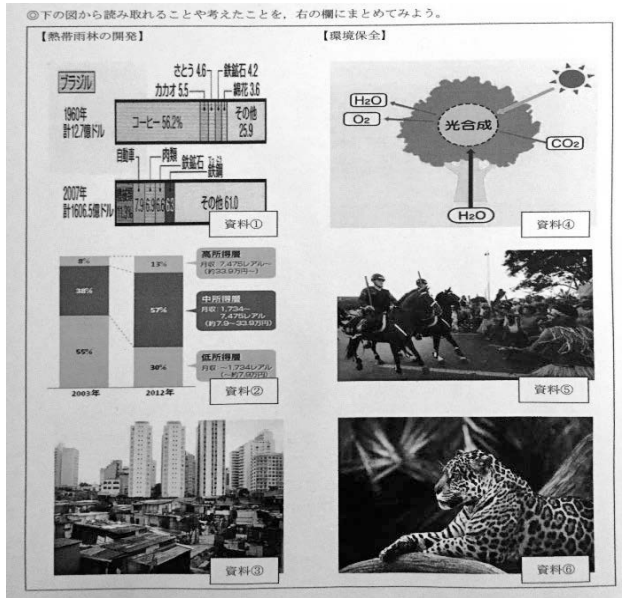 ◎下の図から読み取れることや考えたことを，右の欄にまとめてみよう。
【熱帯雨林の開発】
ブラジル
さとう 4.6
鉄鉱石 4.2
カカオ 5.5
綿花 3.6
1960年
計12.7億ドル
コーヒー 56.2%
その他
25.9
自動車
肉類
鉄鉱石
鉄鋼
2007年
計1606.5億ドル
7.9
6.9
6.6
その他 61.0
資料①
8%
38%
55%
2003年
13%
57%
30%
2012年
高所得層
月収：7,475レアル～
（約33.9万円～）
中所得層
月収：1,734～
7,475レアル
（約7.9～33.9万円）
低所得層
月収：～1,734レアル
（～約7.9万円）
資料②
資料③
【環境保全】
H2O
O2
光合成
CO2
H2O
資料④
資料⑤
資料⑥